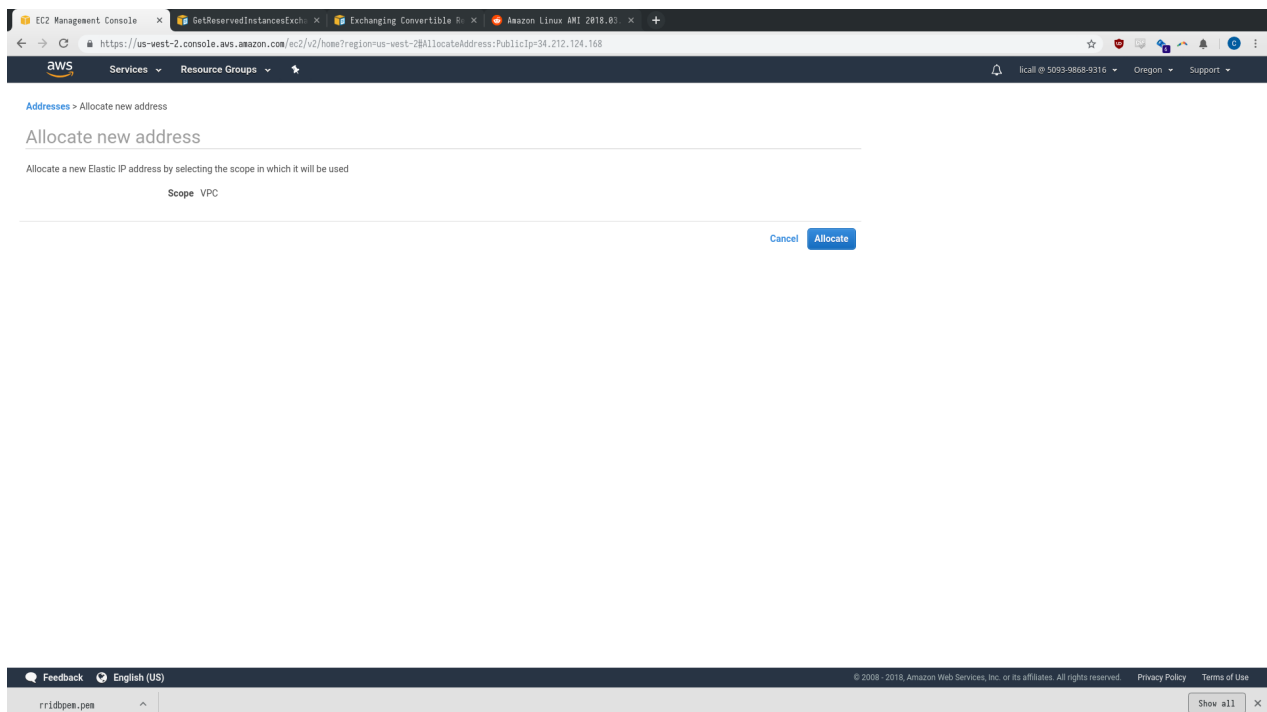 EC2 Management Console
GetReservedInstancesExch
Exchanging Convertible Re
Amazon Linux AMI 2018.03.
https://us-west-2.console.aws.amazon.com/ec2/v2/home?region=us-west-2#AllocateAddress:PublicIp=34.212.124.168
C
aws
Services
Resource Groups
licall @ 5093-9868-9316
Oregon
Support
Addresses > Allocate new address
Allocate new address
Allocate a new Elastic IP address by selecting the scope in which it will be used
Scope VPC
Cancel
Allocate
Feedback
English (US)
© 2008 - 2018, Amazon Web Services, Inc. or its affiliates. All rights reserved.
Privacy Policy
Terms of Use
rridbpem.pem
Show all